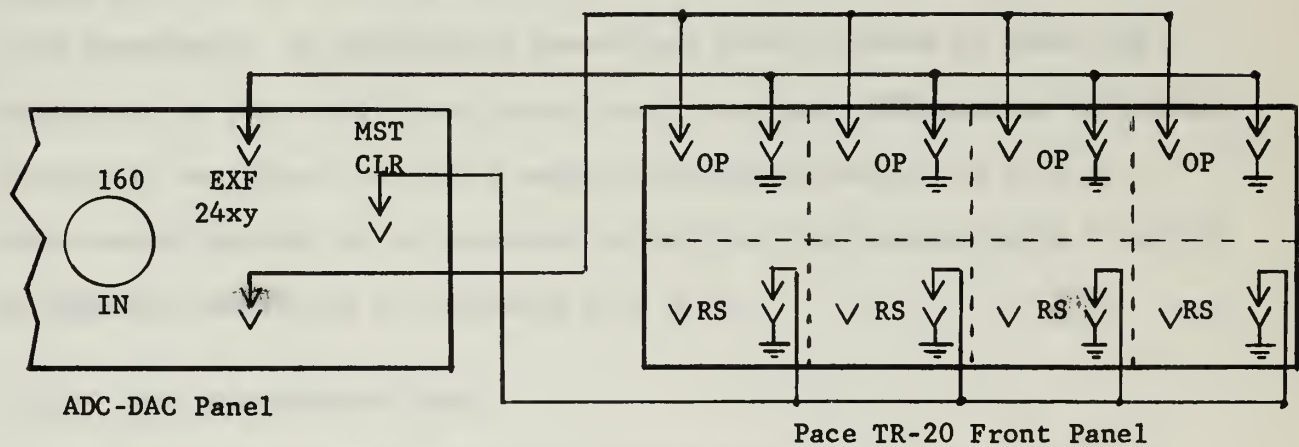 MST
CLR
160
EXF
24xy
IN
ADC-DAC Panel
OP OP OP OP
RS RS RS RS
Pace TR-20 Front Panel